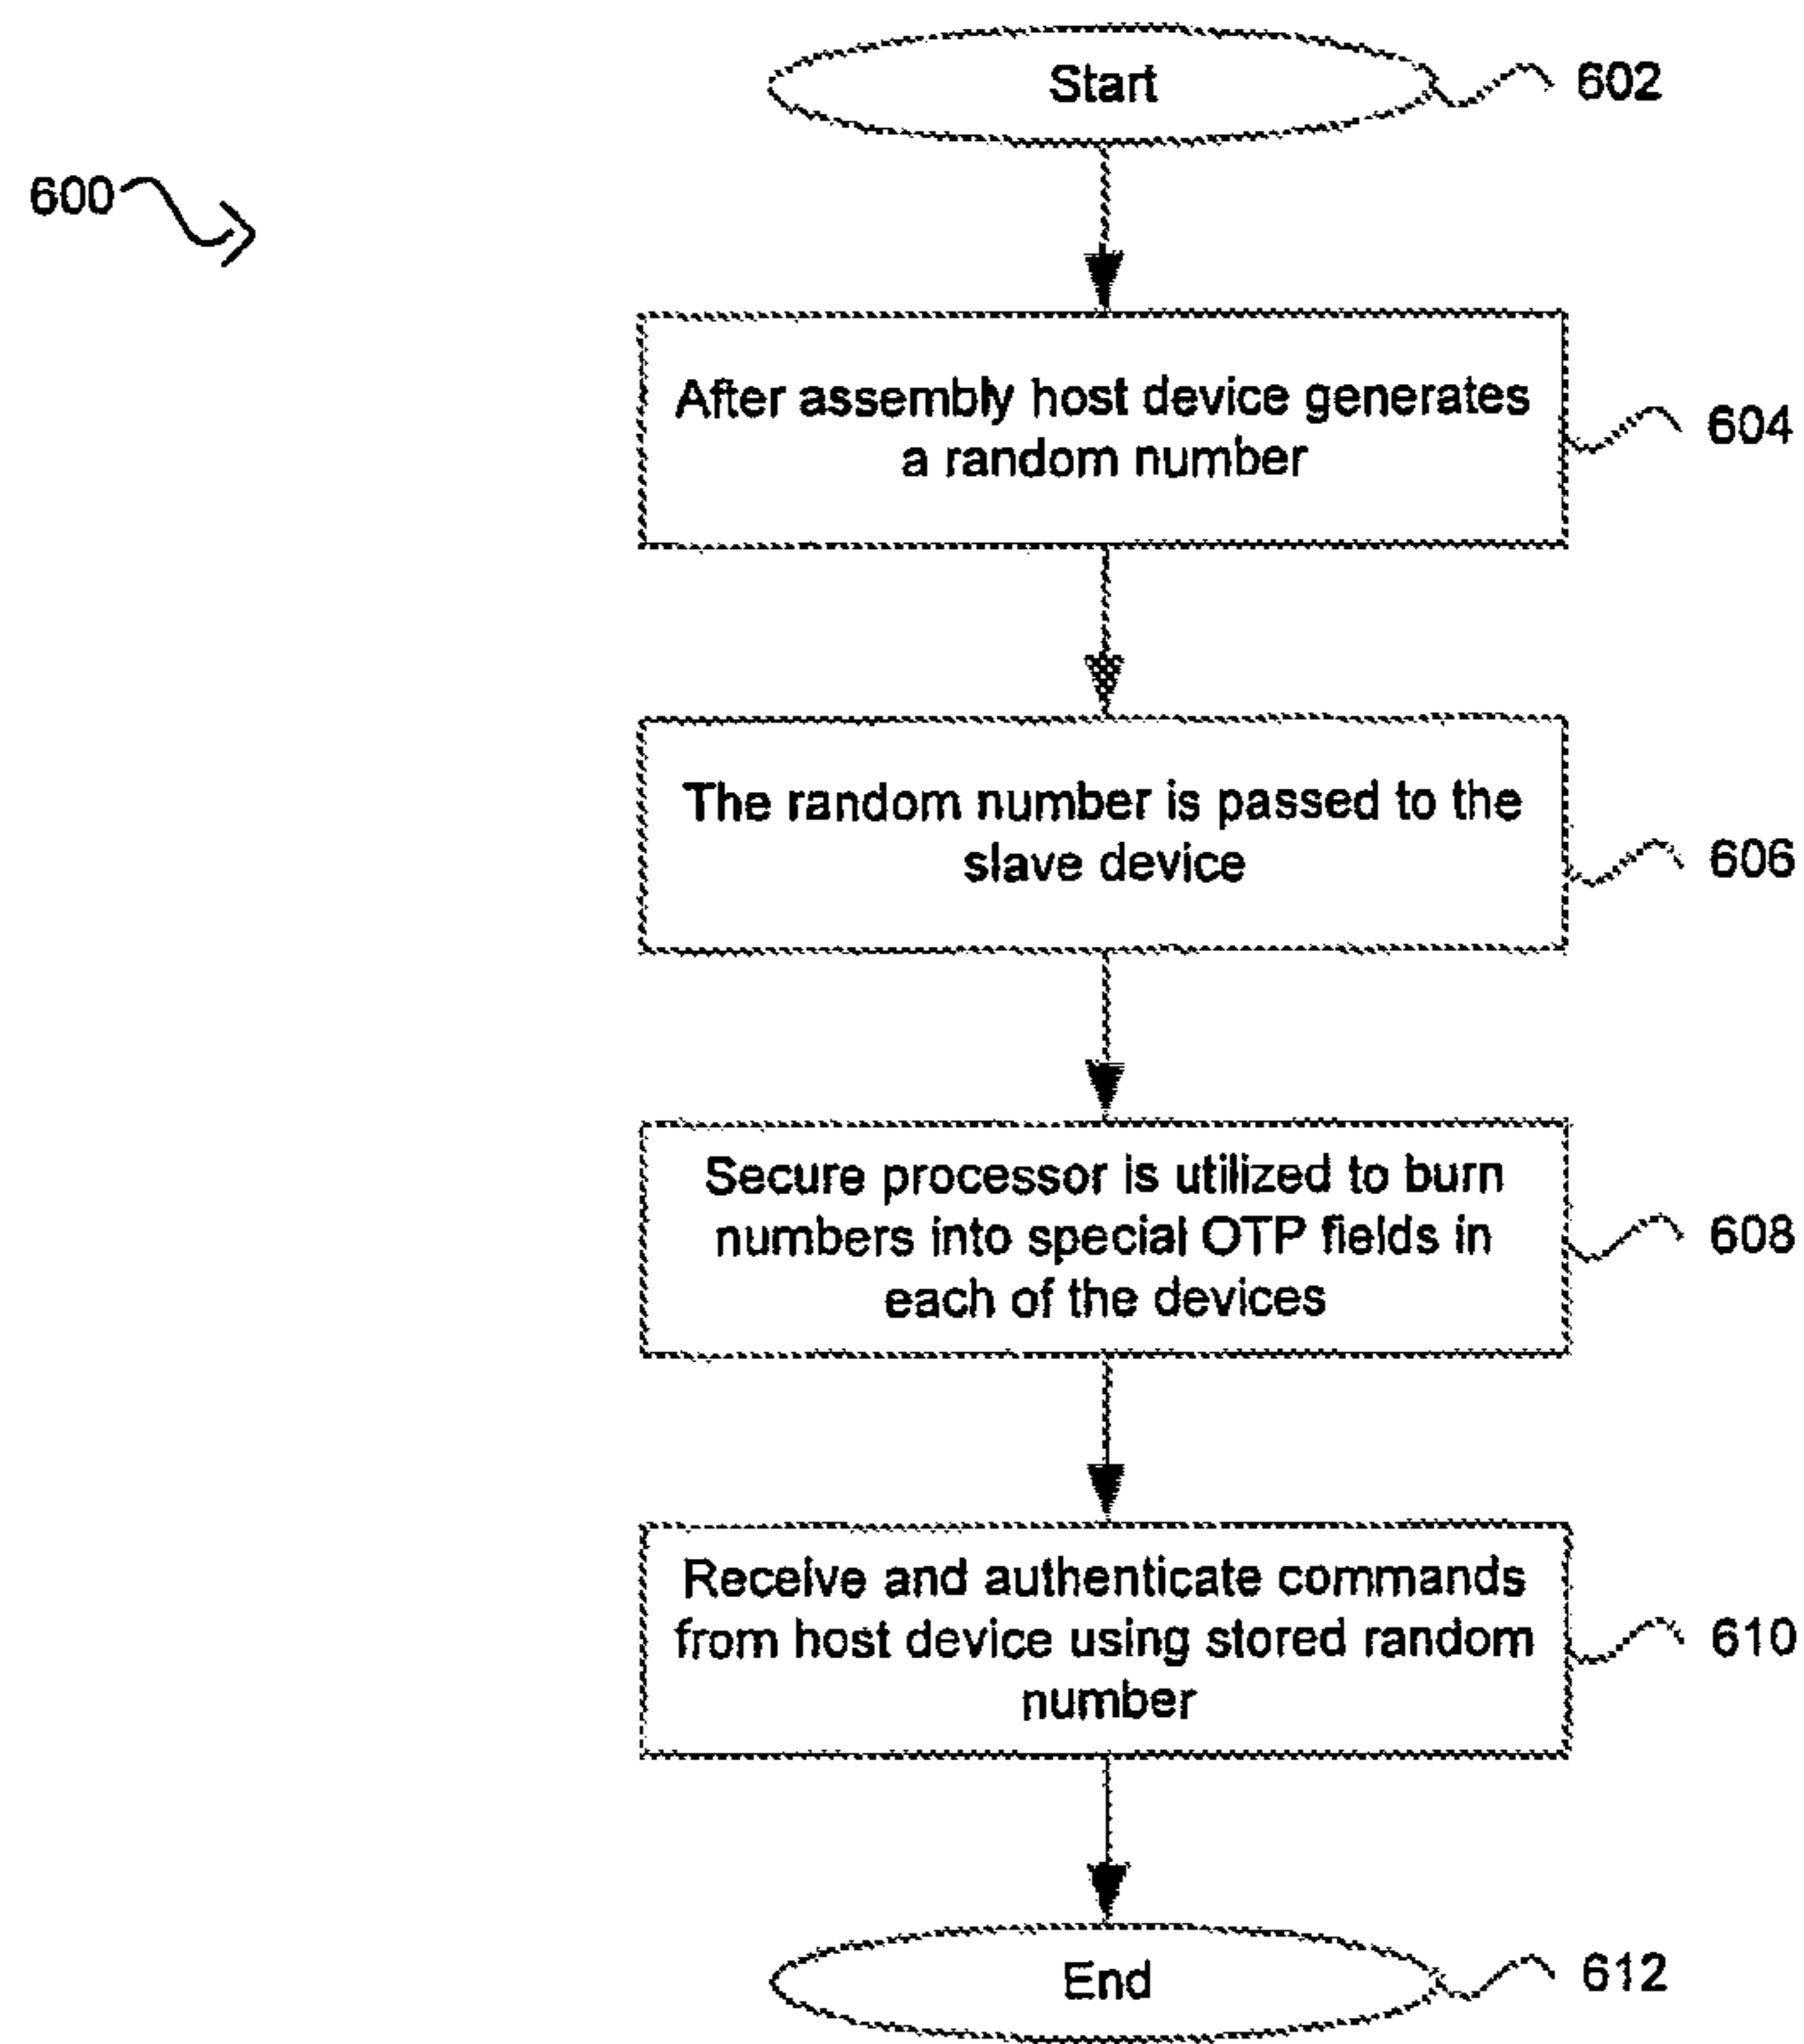 Start
602
600
After assembly host device generates
a random number
604
The random number is passed to the
slave device
606
Secure processor is utilized to burn
numbers into special OTP fields in
each of the devices
608
Receive and authenticate commands
from host device using stored random
number
610
End
612